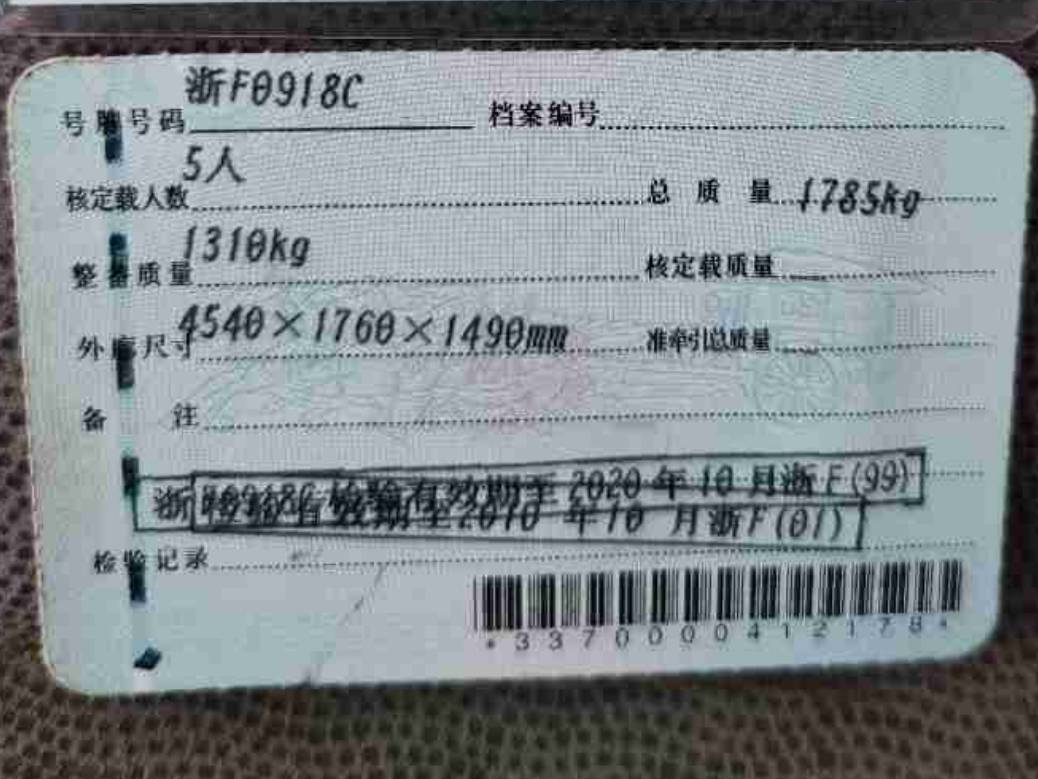 号牌号码 浙F0918C 档案编号
核定载人数 5人 总质量 1785kg
整备质量 1310kg 核定载质量
外廓尺寸 4540×1760×1490mm 准牵引总质量
备注
浙 检验有效期至 2020年10月浙F(99)
有效期至2010年10月浙F(01)
检验记录
*3370000412178*